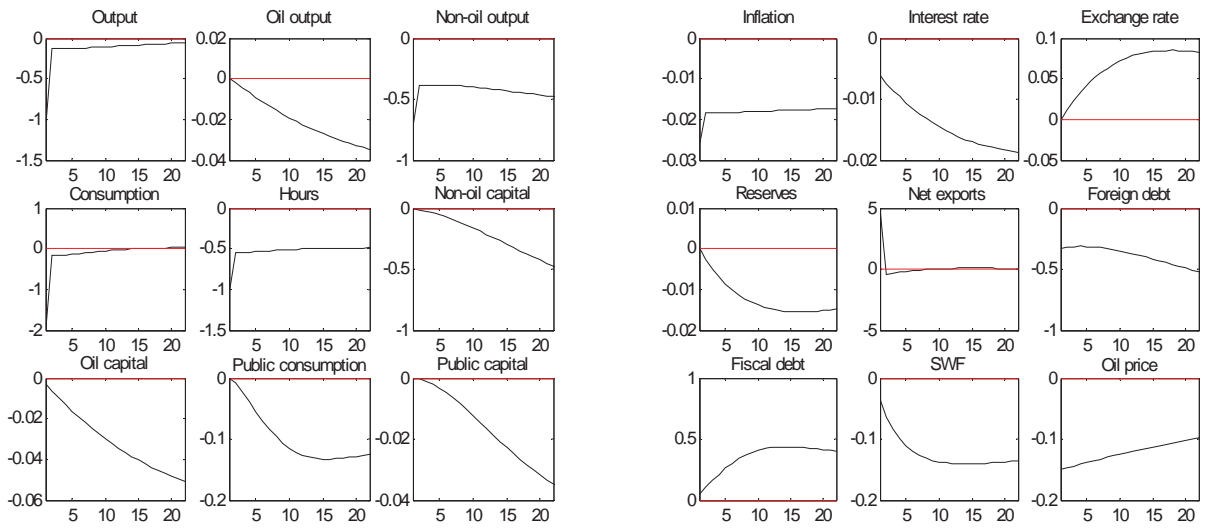 Output
0
-0.5
-1
-1.5
5 10 15 20
Oil output
0.02
0
-0.02
-0.04
5 10 15 20
Non-oil output
0
-0.5
-1
5 10 15 20
Inflation
0
-0.01
-0.02
-0.03
5 10 15 20
Interest rate
0
-0.01
-0.02
5 10 15 20
Exchange rate
0.1
0.05
0
0.05
5 10 15 20
Consumption
1
0
-1
-2
5 10 15 20
Hours
0
-0.5
-1
-1.5
5 10 15 20
Non-oil capital
0
-0.5
-1
5 10 15 20
Reserves
0.01
0
-0.01
-0.02
5 10 15 20
Net exports
5
0
-5
5 10 15 20
Foreign debt
0
-0.5
-1
5 10 15 20
Oil capital
0
-0.02
-0.04
-0.06
5 10 15 20
Public consumption
0
-0.1
-0.2
5 10 15 20
Public capital
0
-0.02
-0.04
5 10 15 20
Fiscal debt
1
0.5
0
5 10 15 20
SWF
0
-0.1
-0.2
5 10 15 20
Oil price
0
-0.1
-0.2
5 10 15 20